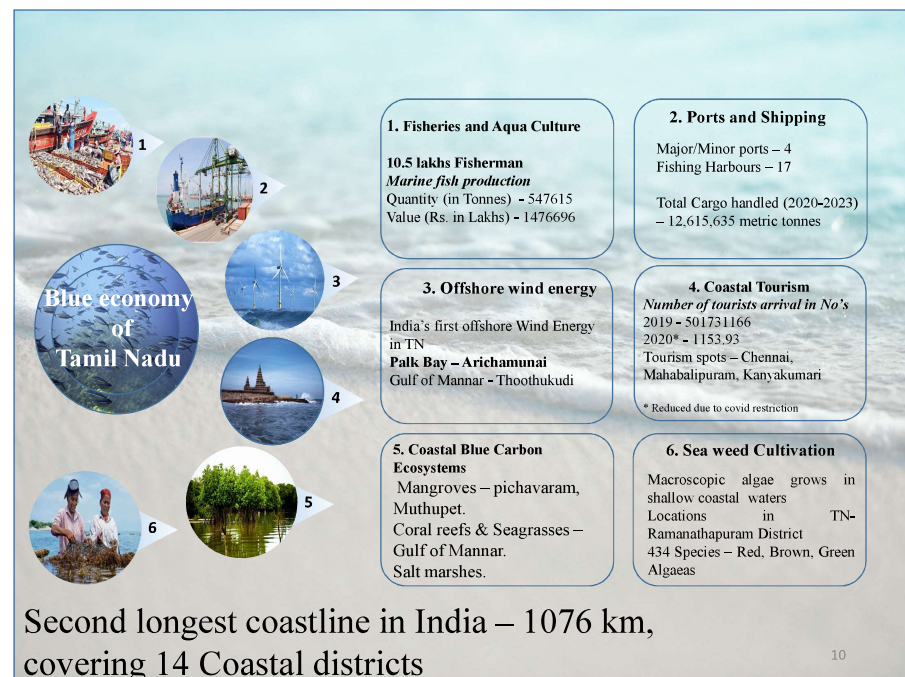 Blue economy
of
Tamil Nadu
1
2
3
4
5
6
1. Fisheries and Aqua Culture
10.5 lakhs Fisherman
Marine fish production
Quantity (in Tonnes)  - 547615
Value (Rs. in Lakhs) - 1476696
2. Ports and Shipping
Major/Minor ports – 4
Fishing Harbours – 17
Total Cargo handled (2020-2023)
– 12,615,635 metric tonnes
3. Offshore wind energy
India's first offshore Wind Energy
in TN
Palk Bay – Arichamunai
Gulf of Mannar - Thoothukudi
4. Coastal Tourism
Number of tourists arrival in No's
2019 - 501731166
2020* - 1153.93
Tourism spots – Chennai,
Mahabalipuram, Kanyakumari
* Reduced due to covid restriction
5. Coastal Blue Carbon
Ecosystems
Mangroves – pichavaram,
Muthupet.
Coral reefs & Seagrasses –
Gulf of Mannar.
Salt marshes.
6. Sea weed Cultivation
Macroscopic algae grows in
shallow coastal waters
Locations in TN-
Ramanathapuram District
434 Species – Red, Brown, Green
Algaeas
Second longest coastline in India – 1076 km,
covering 14 Coastal districts
10